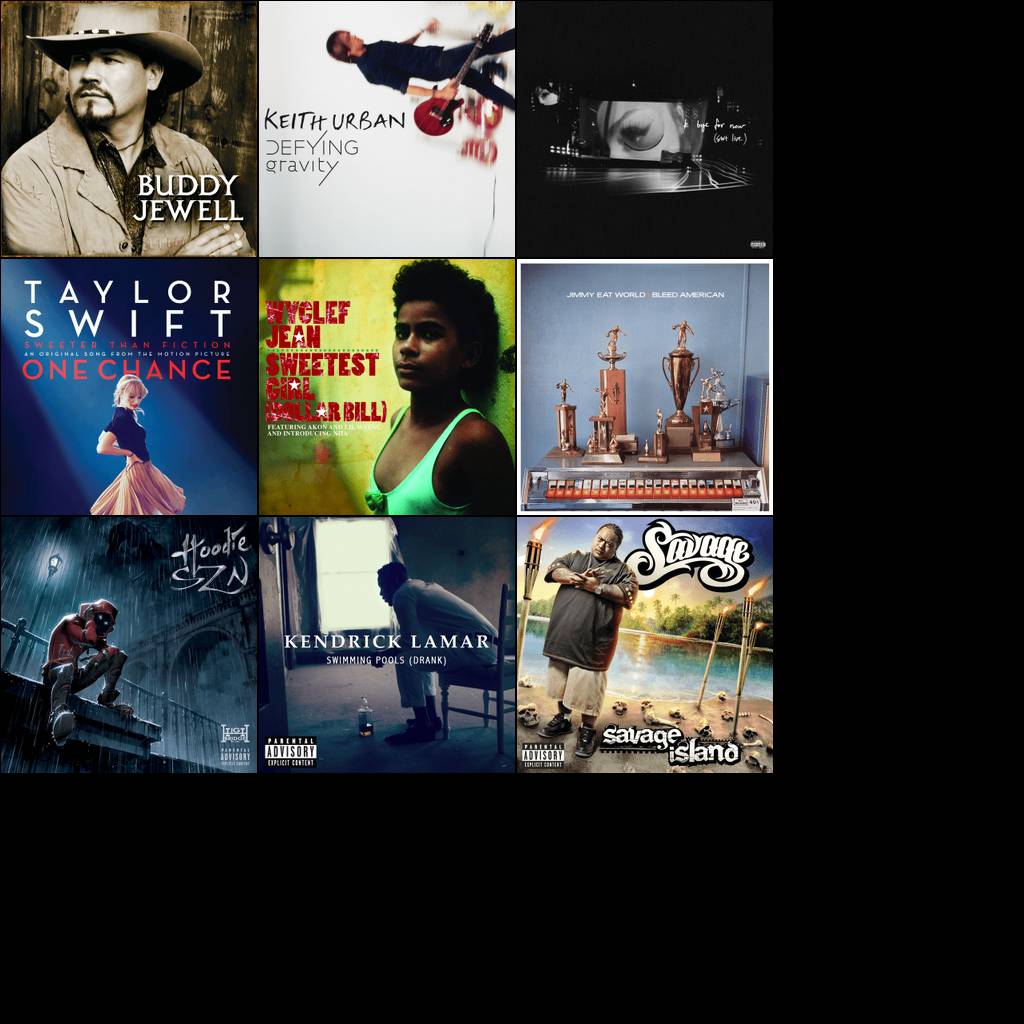 BUDDY
JEWELL
KEITH URBAN
DEFYING
gravity
k bye for now
(swt live)
TAYLOR
SWIFT
SWEETER THAN FICTION
AN ORIGINAL SONG FROM THE MOTION PICTURE
ONE CHANCE
WYCLEF
JEAN
SWEETEST
GIRL
(DOLLAR BILL)
FEATURING AKON AND LIL WAYNE
AND INTRODUCING NIIA
JIMMY EAT WORLD BLEED AMERICAN
Hoodie
SZN
HIGH
BRIDGE
PARENTAL
ADVISORY
EXPLICIT CONTENT
KENDRICK LAMAR
SWIMMING POOLS (DRANK)
PARENTAL
ADVISORY
EXPLICIT CONTENT
Savage
savage
island
PARENTAL
ADVISORY
EXPLICIT CONTENT